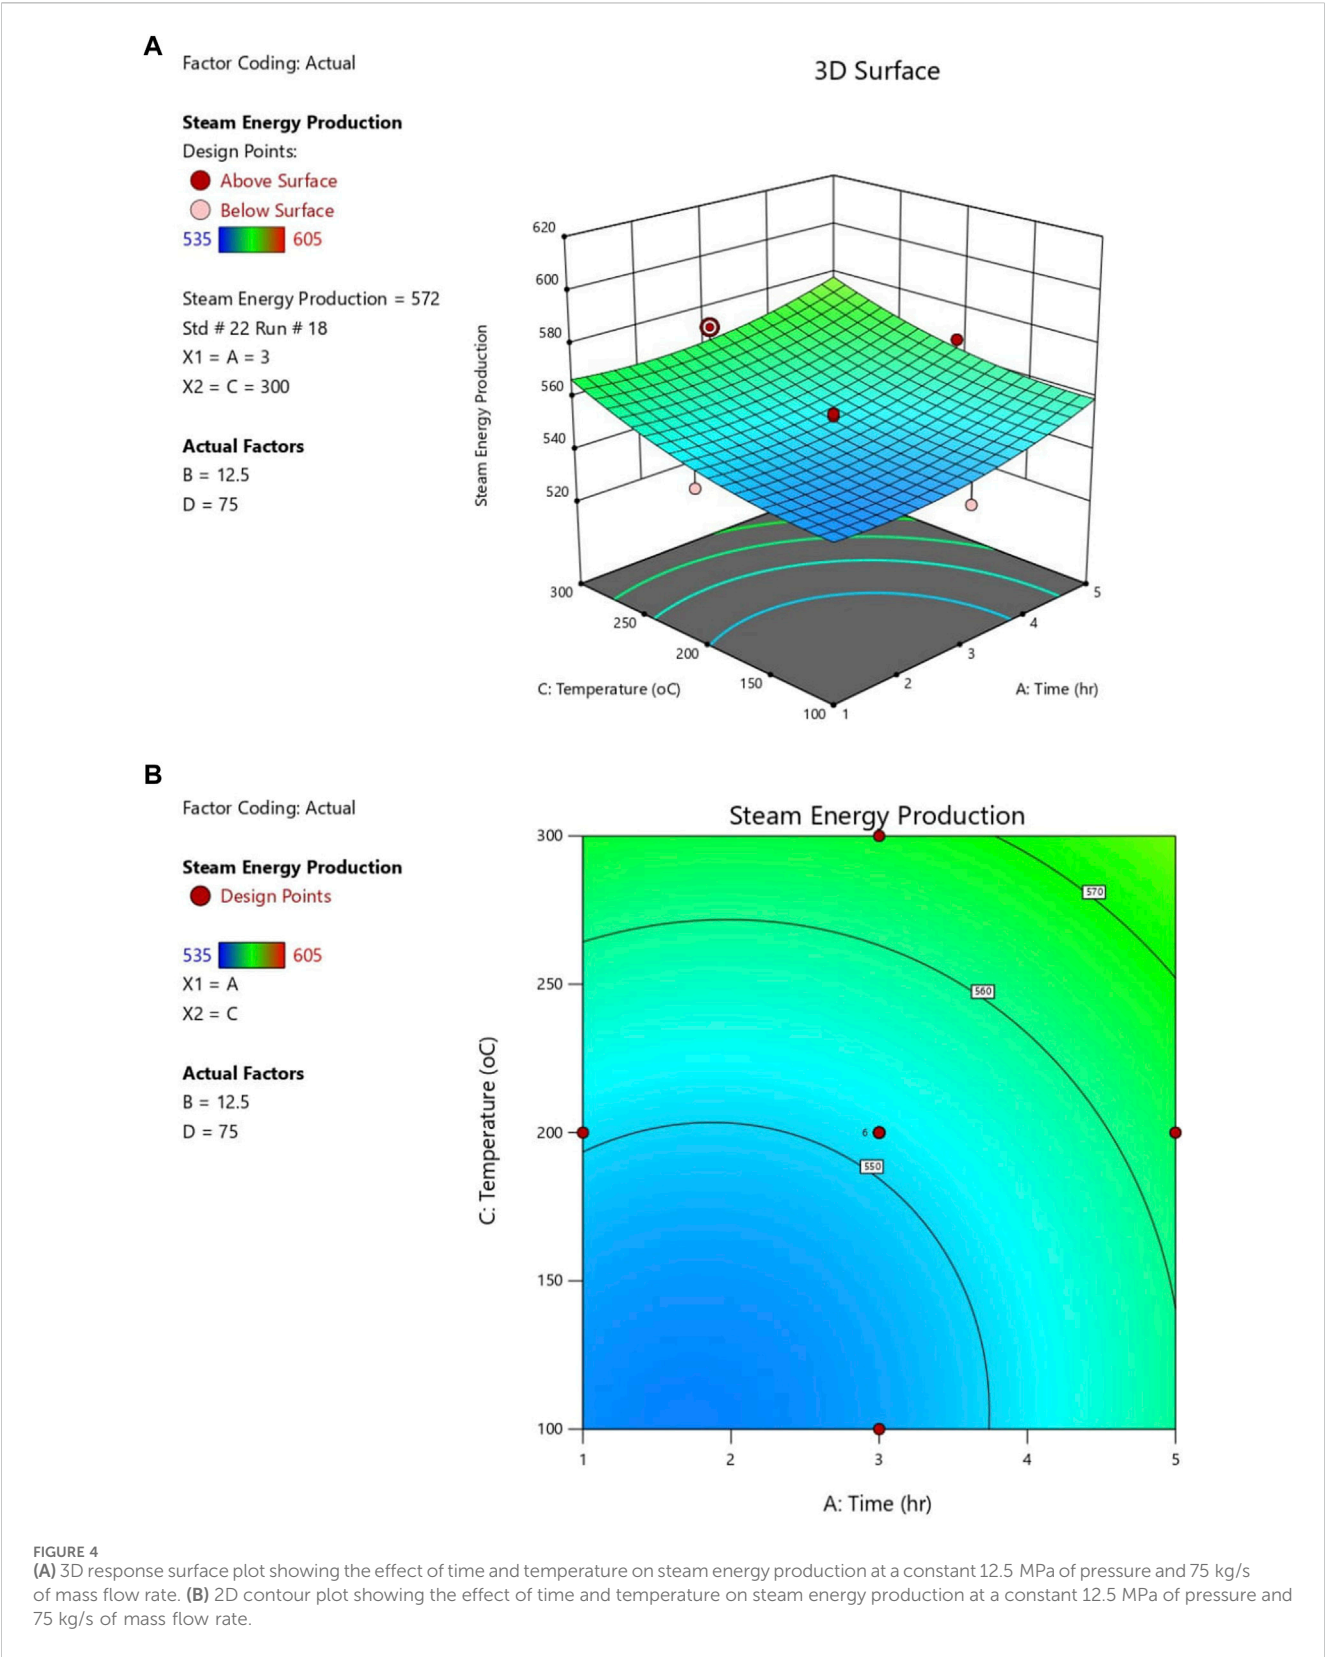 A
Factor Coding: Actual
3D Surface
Steam Energy Production
Design Points:
Above Surface
Below Surface
535 605
Steam Energy Production = 572
Std # 22 Run # 18
X1 = A = 3
X2 = C = 300
Actual Factors
B = 12.5
D = 75
Steam Energy Production
620
600
580
560
540
520
300
250
200
150
100
1
2
3
4
5
C: Temperature (oC)
A: Time (hr)
B
Factor Coding: Actual
Steam Energy Production
Steam Energy Production
Design Points
535 605
X1 = A
X2 = C
Actual Factors
B = 12.5
D = 75
C: Temperature (oC)
300
250
200
150
100
570
560
6
550
1 2 3 4 5
A: Time (hr)
FIGURE 4
(A) 3D response surface plot showing the effect of time and temperature on steam energy production at a constant 12.5 MPa of pressure and 75 kg/s
of mass flow rate. (B) 2D contour plot showing the effect of time and temperature on steam energy production at a constant 12.5 MPa of pressure and
75 kg/s of mass flow rate.